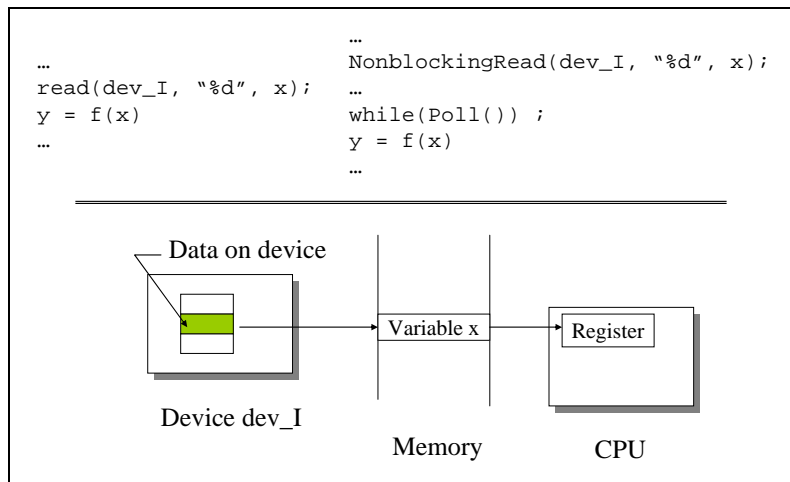 …
read(dev_I, “%d”, x);
y = f(x)
…
…
NonblockingRead(dev_I, “%d”, x);
…
while(Poll()) ;
y = f(x)
…
Data on device
Variable x
Register
Device dev_I
Memory
CPU